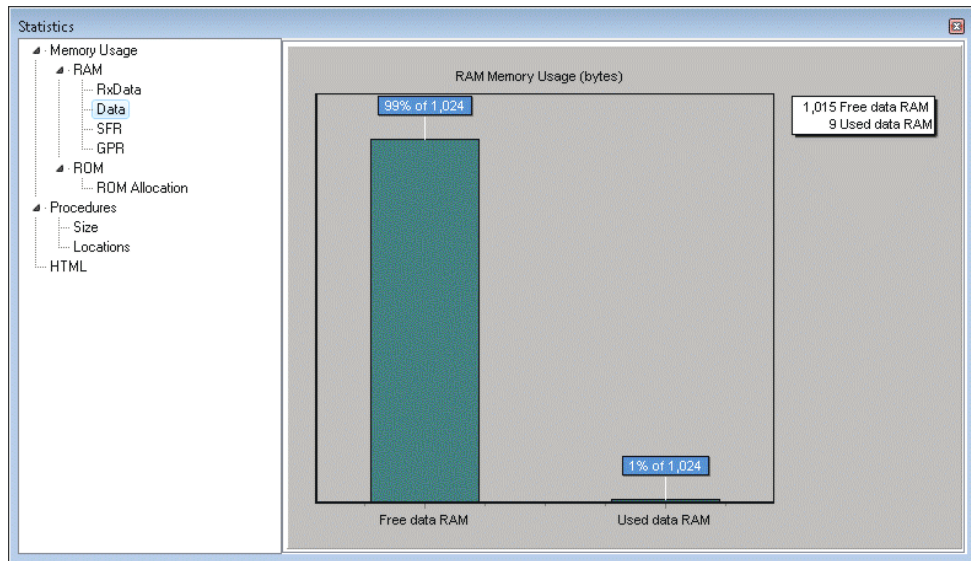 Statistics
Memory Usage
RAM
RxData
Data
SFR
GPR
ROM
ROM Allocation
Procedures
Size
Locations
HTML
RAM Memory Usage (bytes)
99% of 1,024
1% of 1,024
Free data RAM
Used data RAM
1,015 Free data RAM
9 Used data RAM